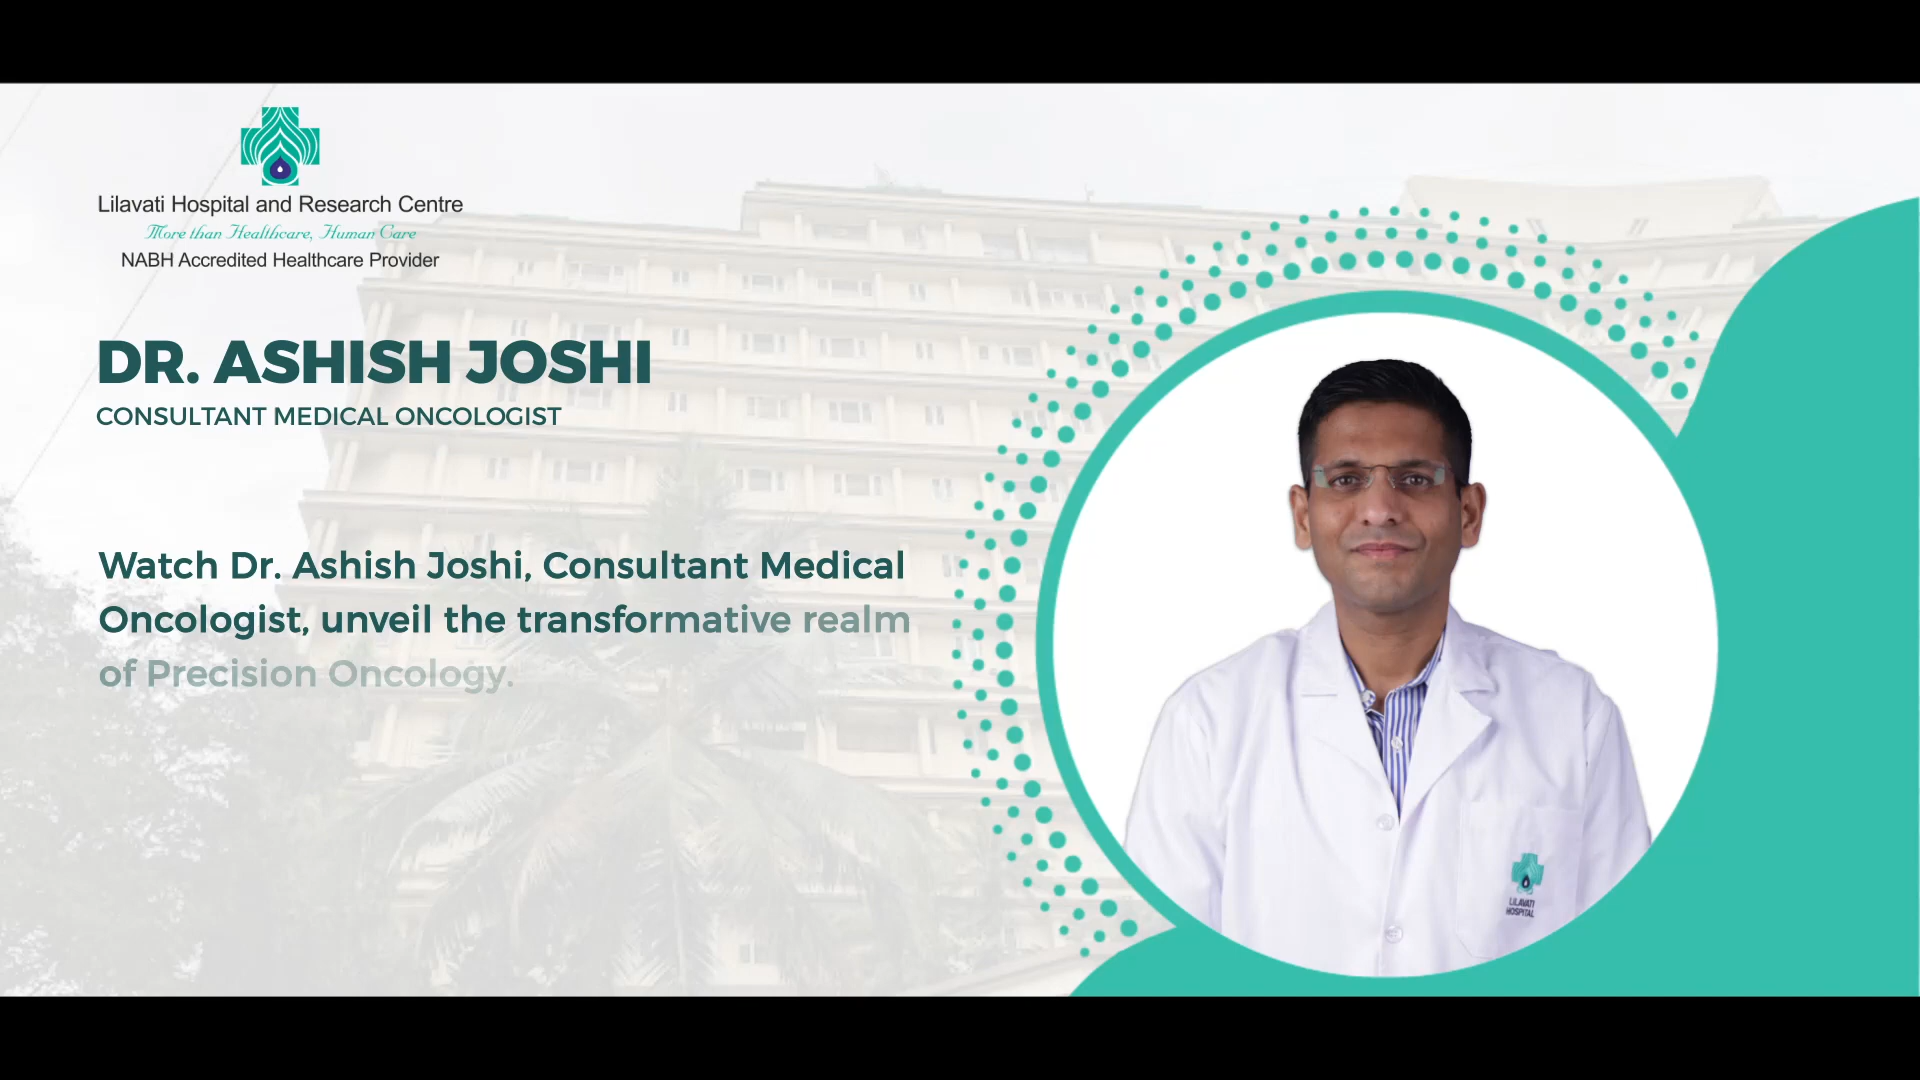 Lilavati Hospital and Research Centre
More than Healthcare, Human Care
NABH Accredited Healthcare Provider
DR. ASHISH JOSHI
CONSULTANT MEDICAL ONCOLOGIST
Watch Dr. Ashish Joshi, Consultant Medical
Oncologist, unveil the transformative realm
of Precision Oncology.
LILAVATI
HOSPITAL